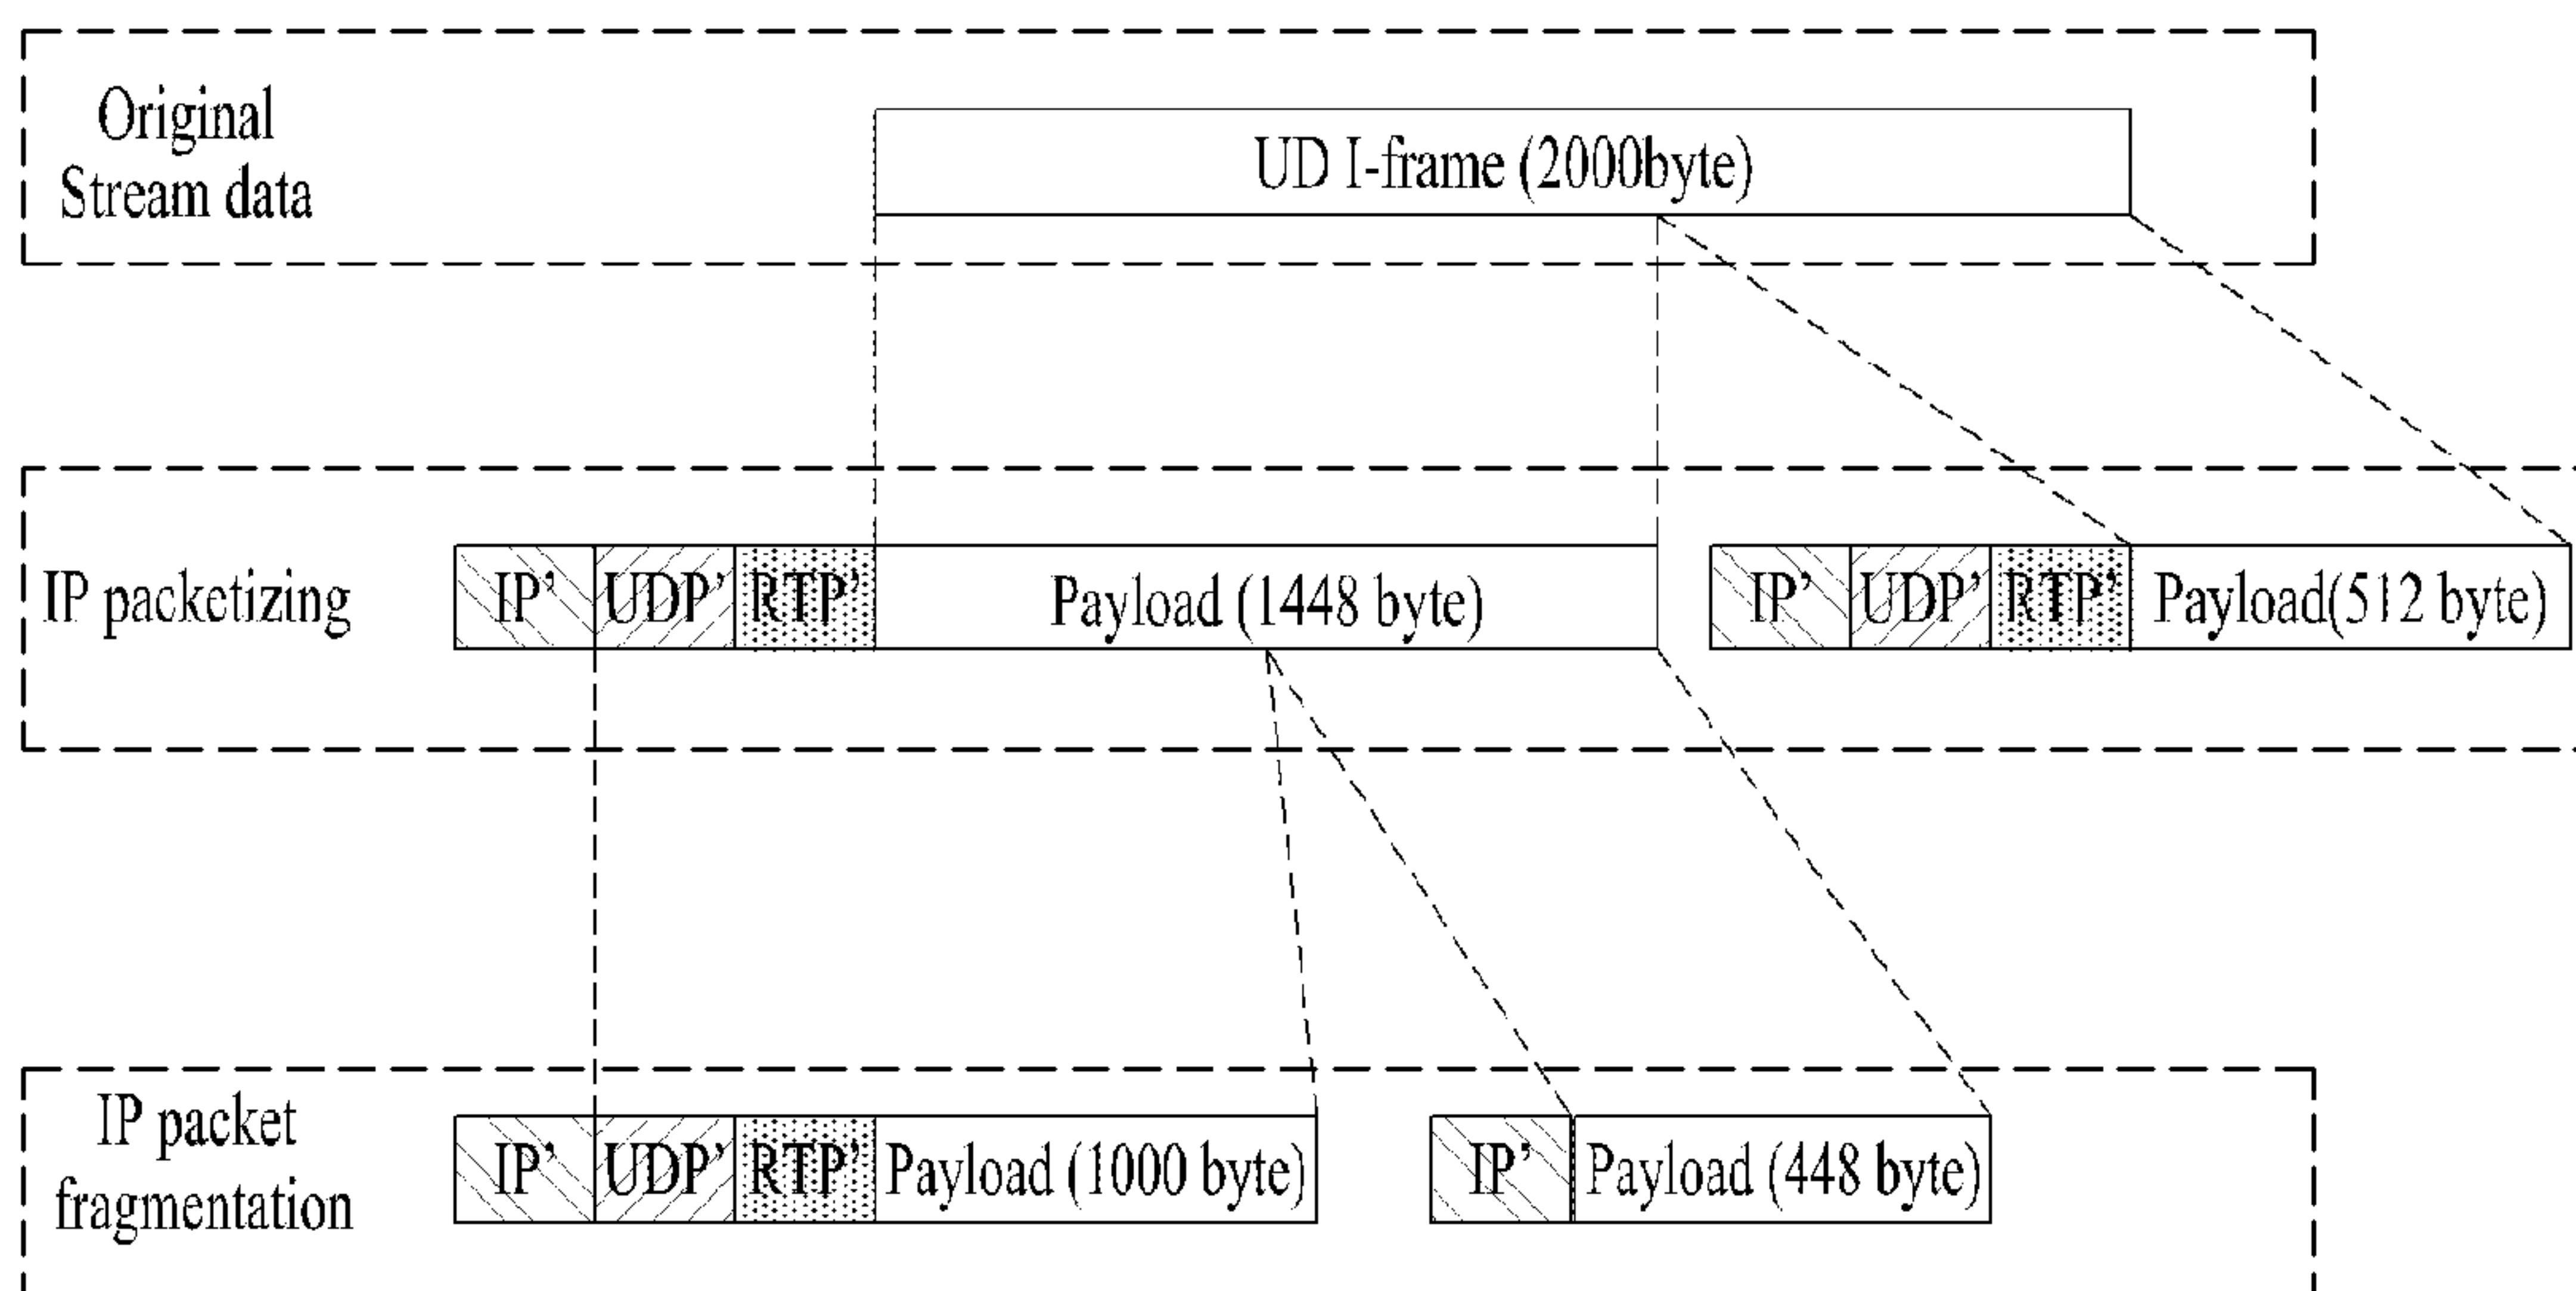 Original
Stream data
UD I-frame (2000byte)
IP packetizing
IP' UDP' RTP' Payload (1448 byte)
IP' UDP' RTP' Payload(512 byte)
IP packet
fragmentation
IP' UDP' RTP' Payload (1000 byte)
IP' Payload (448 byte)